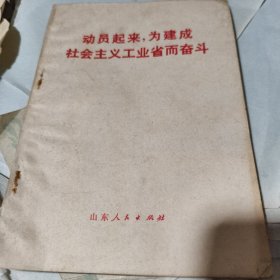 动员起来，为建成
社会主义工业省而奋斗
山东人民出版社